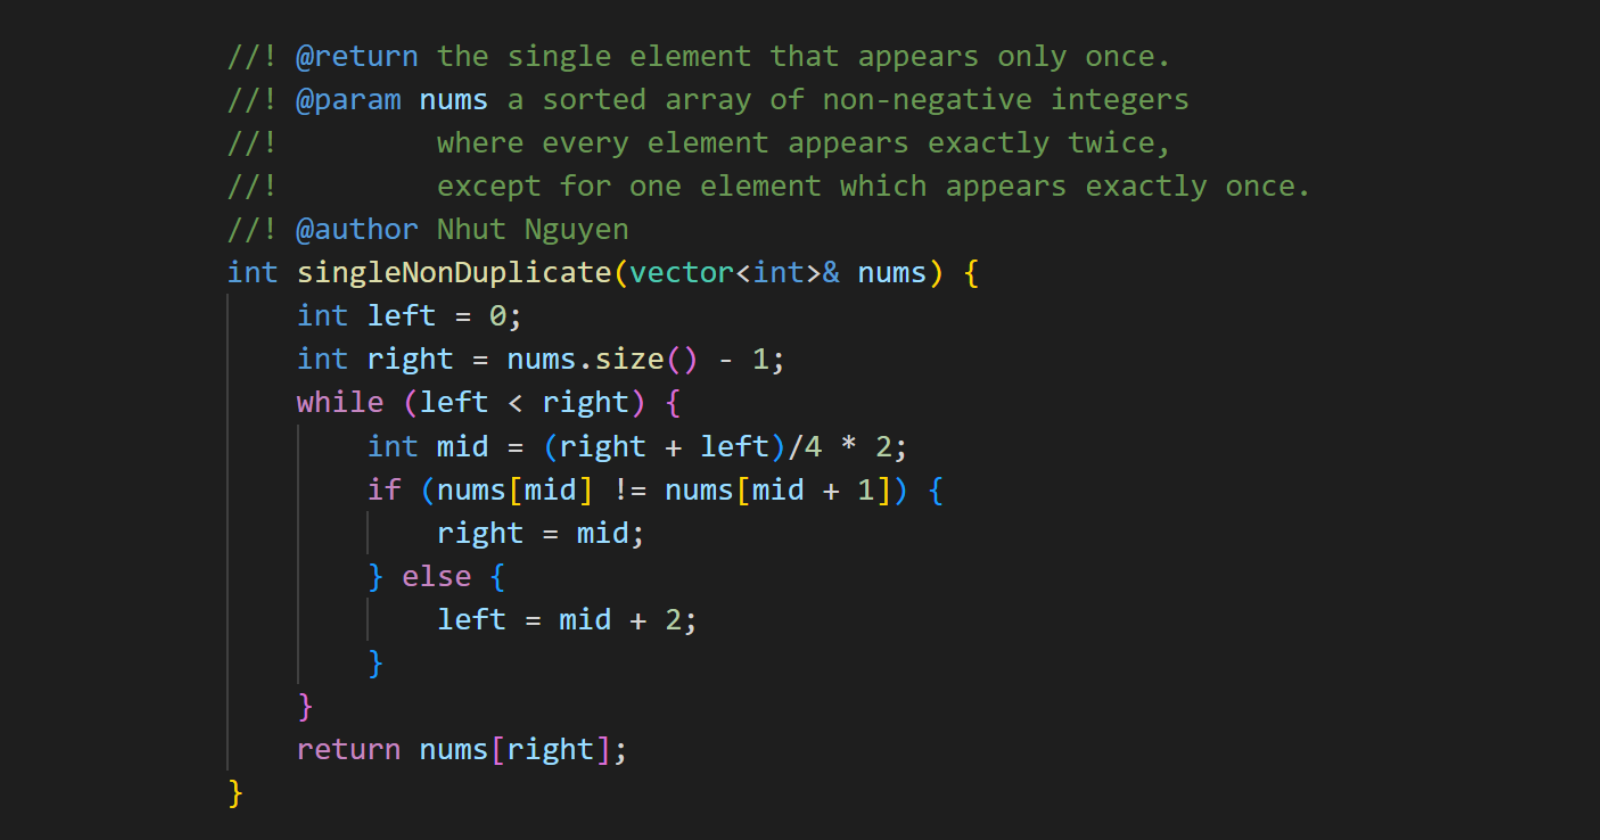 //! @return the single element that appears only once.
//! @param nums a sorted array of non-negative integers
//!         where every element appears exactly twice,
//!         except for one element which appears exactly once.
//! @author Nhut Nguyen
int singleNonDuplicate(vector<int>& nums) {
    int left = 0;
    int right = nums.size() - 1;
    while (left < right) {
        int mid = (right + left)/4 * 2;
        if (nums[mid] != nums[mid + 1]) {
            right = mid;
        } else {
            left = mid + 2;
        }
    }
    return nums[right];
}